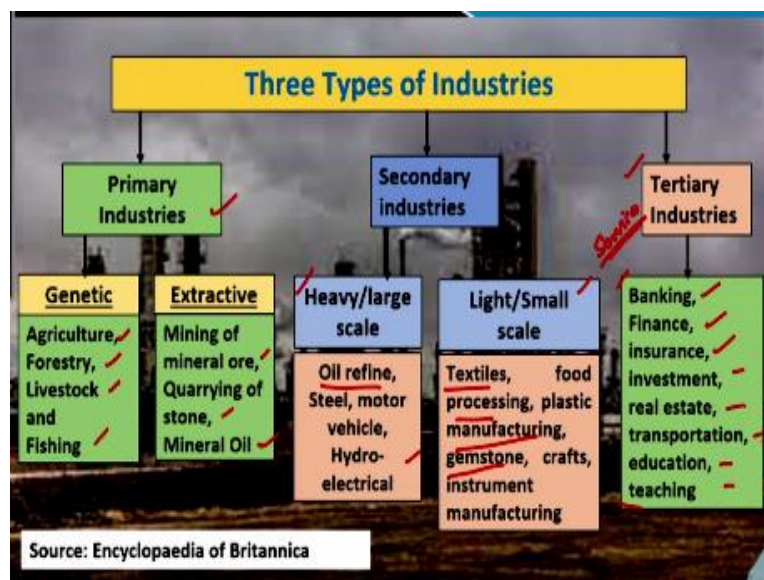 Three Types of Industries
Primary
Industries
Secondary
industries
Tertiary
Industries
Service
Genetic
Agriculture,
Forestry,
Livestock
and
Fishing
Extractive
Mining of
mineral ore,
Quarrying of
stone,
Mineral Oil
Heavy/large
scale
Oil refine,
Steel, motor
vehicle,
Hydro-
electrical
Light/Small
scale
Textiles, food
processing, plastic
manufacturing,
gemstone, crafts,
instrument
manufacturing
Banking,
Finance,
insurance,
investment,
real estate,
transportation,
education,
teaching
Source: Encyclopaedia of Britannica